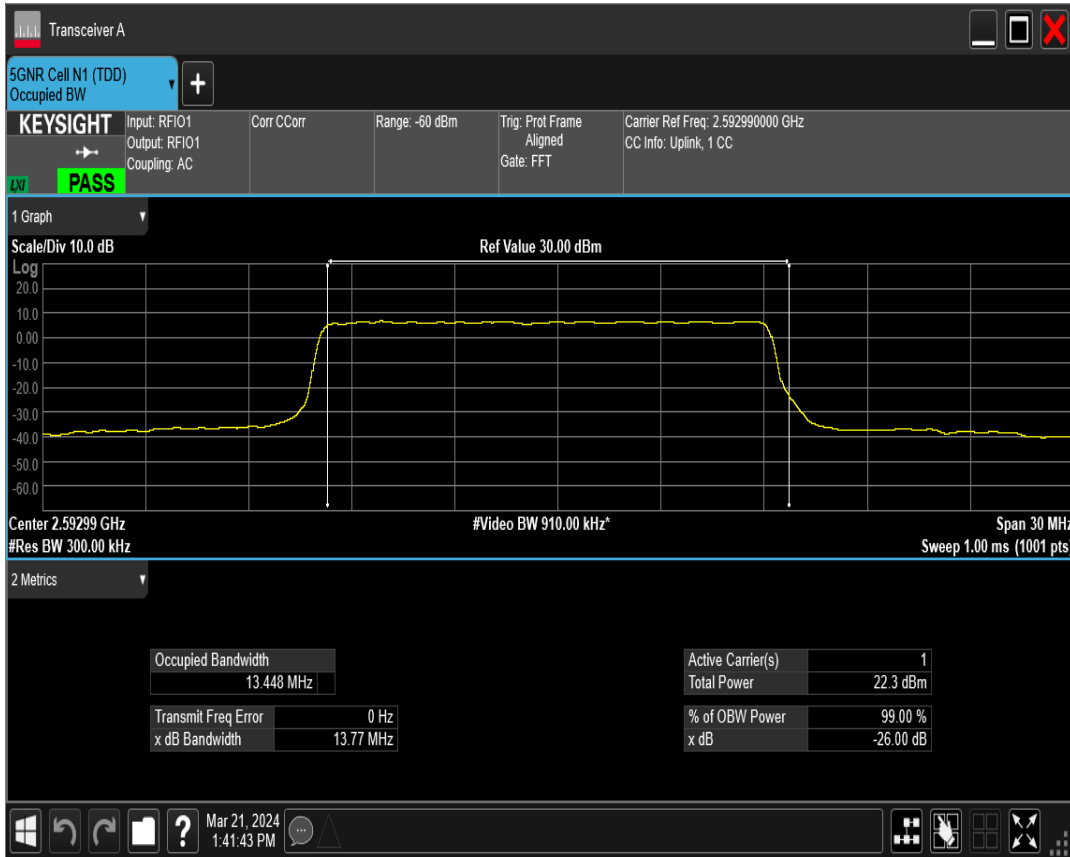 Transceiver A
5GNR Cell N1 (TDD)
Occupied BW
+
KEYSIGHT
LXI
PASS
Input: RFIO1
Output: RFIO1
Coupling: AC
Corr CCorr
Range: -60 dBm
Trig: Prot Frame
Aligned
Gate: FFT
Carrier Ref Freq: 2.592990000 GHz
CC Info: Uplink, 1 CC
1 Graph
Scale/Div 10.0 dB
Ref Value 30.00 dBm
Log
20.0
10.0
0.00
-10.0
-20.0
-30.0
-40.0
-50.0
-60.0
Center 2.59299 GHz
#Video BW 910.00 kHz*
Span 30 MHz
#Res BW 300.00 kHz
Sweep 1.00 ms (1001 pts)
2 Metrics
Occupied Bandwidth
13.448 MHz
Transmit Freq Error 0 Hz
x dB Bandwidth 13.77 MHz
Active Carrier(s) 1
Total Power 22.3 dBm
% of OBW Power 99.00 %
x dB -26.00 dB
?
Mar 21, 2024
1:41:43 PM